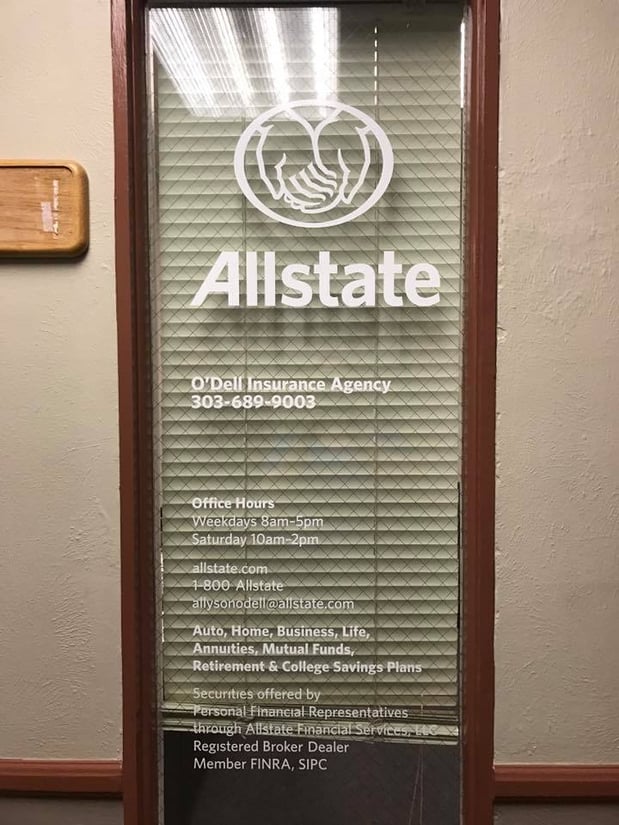 Allstate
O'Dell Insurance Agency
303-689-9003
Office Hours
Weekdays 8am-5pm
Saturday 10am-2pm
allstate.com
1-800 Allstate
allysonodell@allstate.com
Auto, Home, Business, Life,
Annuities, Mutual Funds,
Retirement & College Savings Plans
Securities offered by
Personal Financial Representatives
through Allstate Financial Services, LLC
Registered Broker Dealer
Member FINRA, SIPC